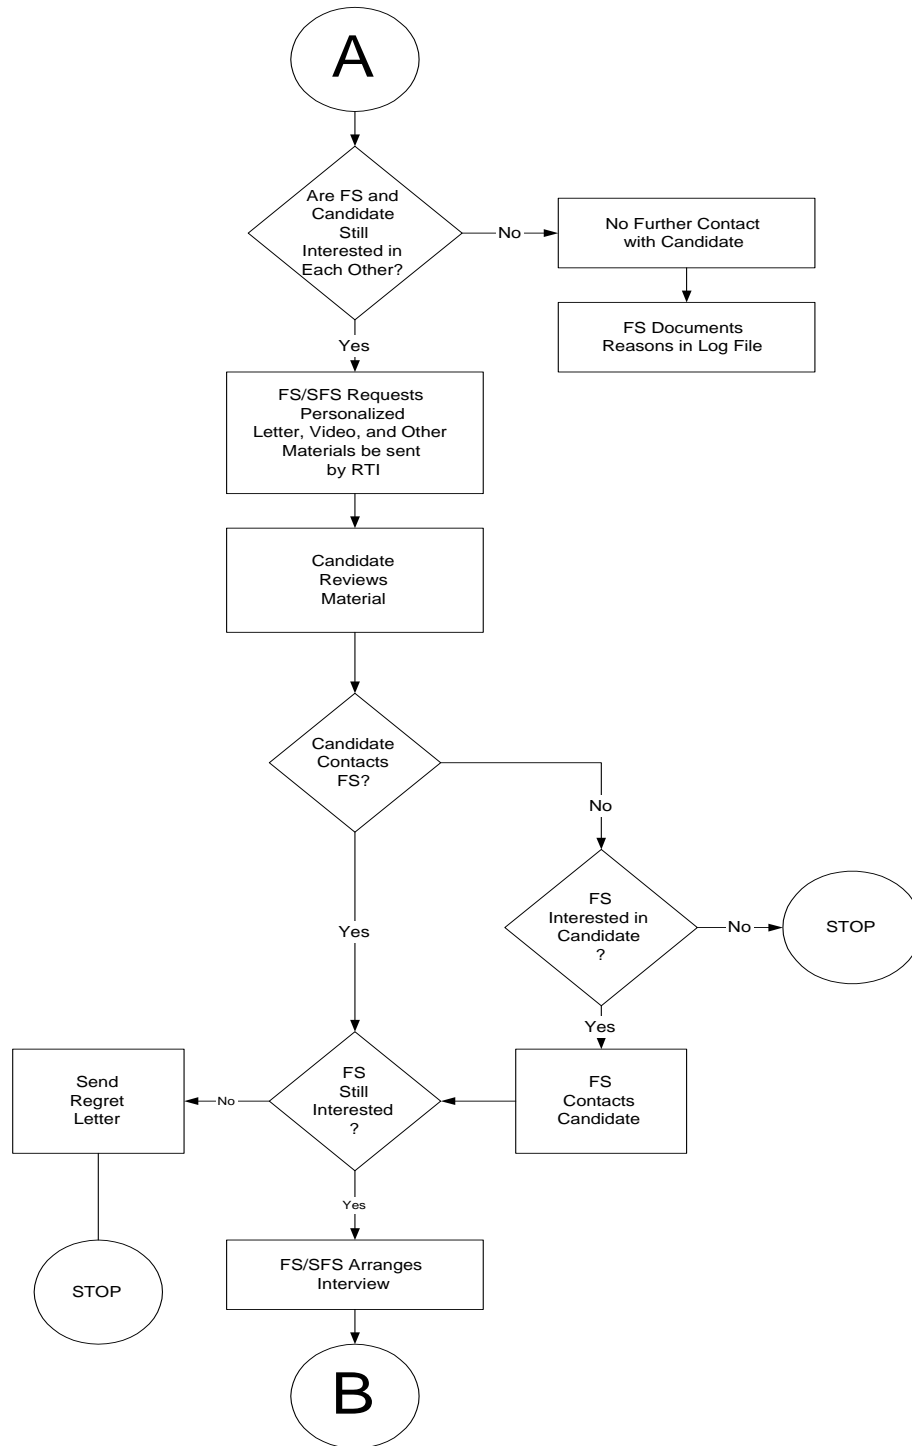 A
Are FS and
Candidate
Still
Interested in
Each Other?
No
No Further Contact
with Candidate
FS Documents
Reasons in Log File
Yes
FS/SFS Requests
Personalized
Letter, Video, and Other
Materials be sent
by RTI
Candidate
Reviews
Material
Candidate
Contacts
FS?
No
Yes
FS
Interested in
Candidate
?
No
STOP
Yes
FS
Contacts
Candidate
FS
Still
Interested
?
No
Send
Regret
Letter
STOP
Yes
FS/SFS Arranges
Interview
B